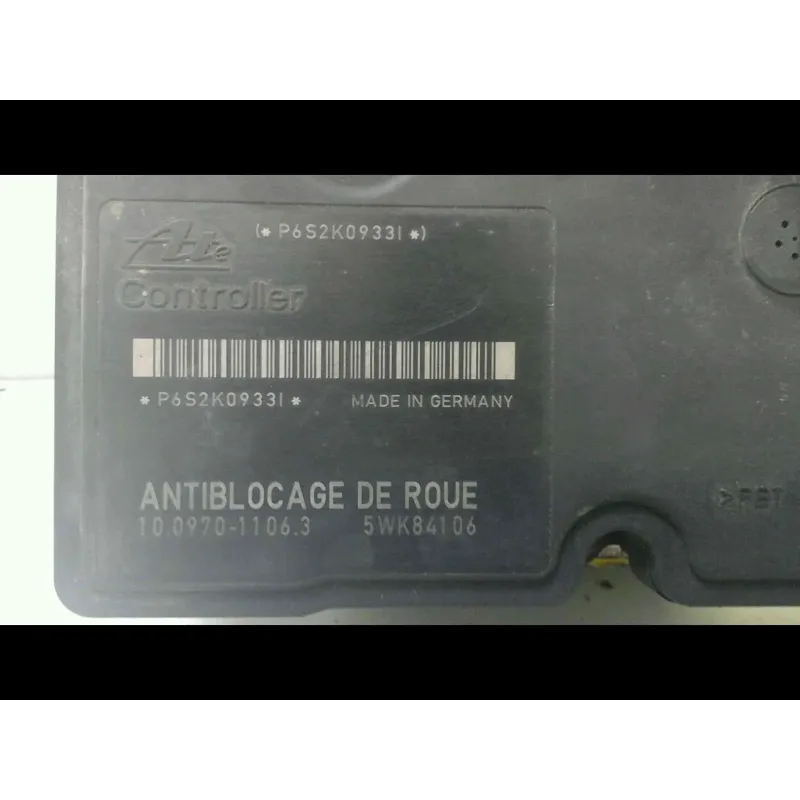 (* P6S2K0933I *)
Ate
Controller
* P6S2K0933I *  MADE IN GERMANY
ANTIBLOCAGE DE ROUE
10.0970-1106.3  5WK84106